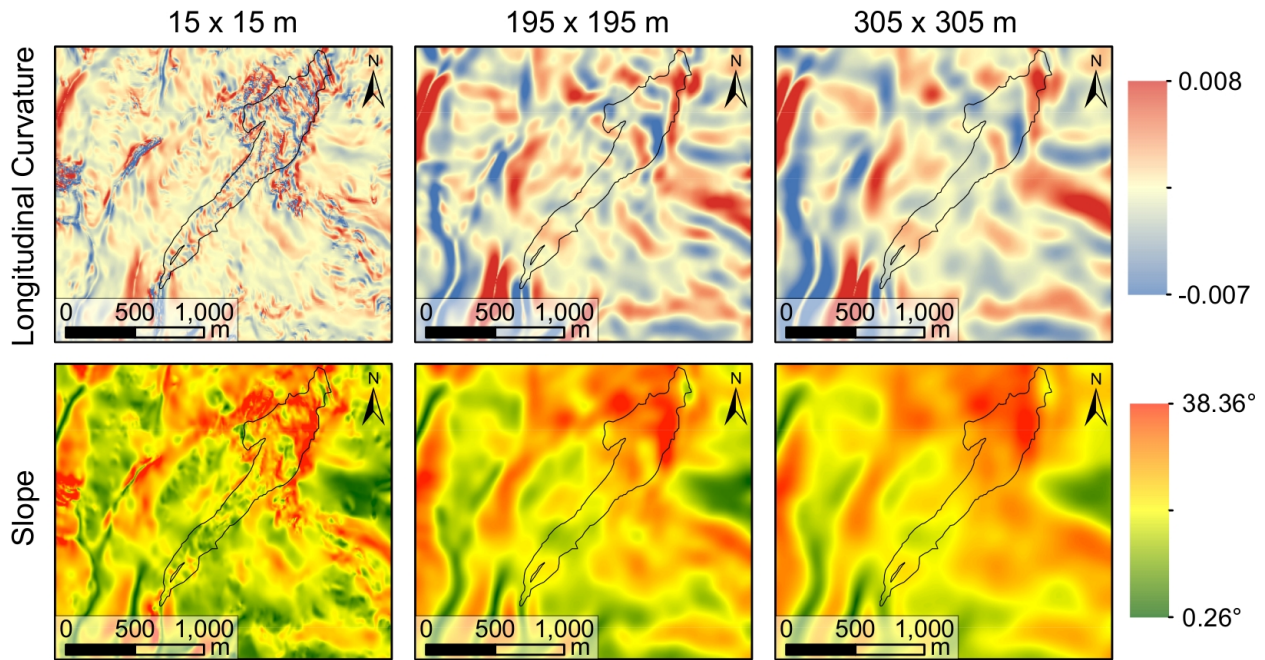 15 x 15 m 195 x 195 m 305 x 305 m
Longitudinal Curvature
N N N
0.008
-0.007
0 500 1,000 m
0 500 1,000 m
0 500 1,000 m
Slope
N N N
38.36°
0.26°
0 500 1,000 m
0 500 1,000 m
0 500 1,000 m